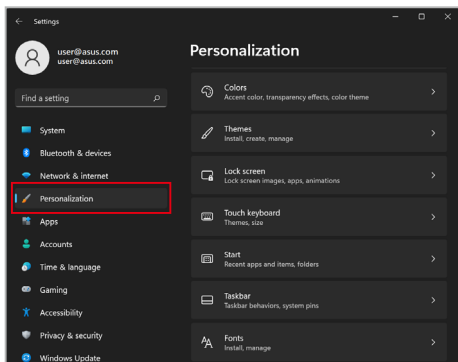 Settings
user@asus.com
user@asus.com
Find a setting
System
Bluetooth & devices
Network & internet
Personalization
Apps
Accounts
Time & language
Gaming
Accessibility
Privacy & security
Windows Update
Personalization
Colors
Accent color, transparency effects, color theme
Themes
Install, create, manage
Lock screen
Lock screen images, apps, animations
Touch keyboard
Themes, size
Start
Recent apps and items, folders
Taskbar
Taskbar behaviors, system pins
Fonts
Install, manage